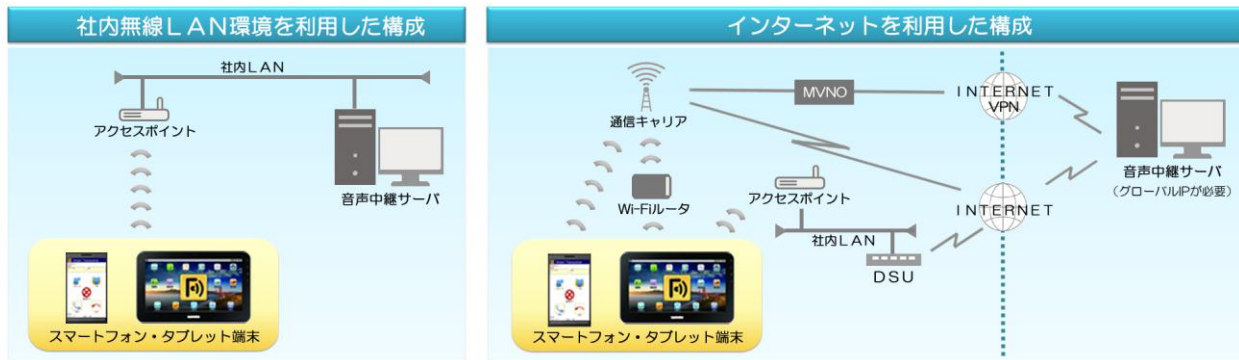 社内無線LAN環境を利用した構成
社内LAN
アクセスポイント
音声中継サーバ
スマートフォン・タブレット端末
インターネットを利用した構成
通信キャリア
MVNO
INTERNET
VPN
音声中継サーバ
(グローバルIPが必要)
Wi-Fiルータ
アクセスポイント
INTERNET
社内LAN
DSU
スマートフォン・タブレット端末